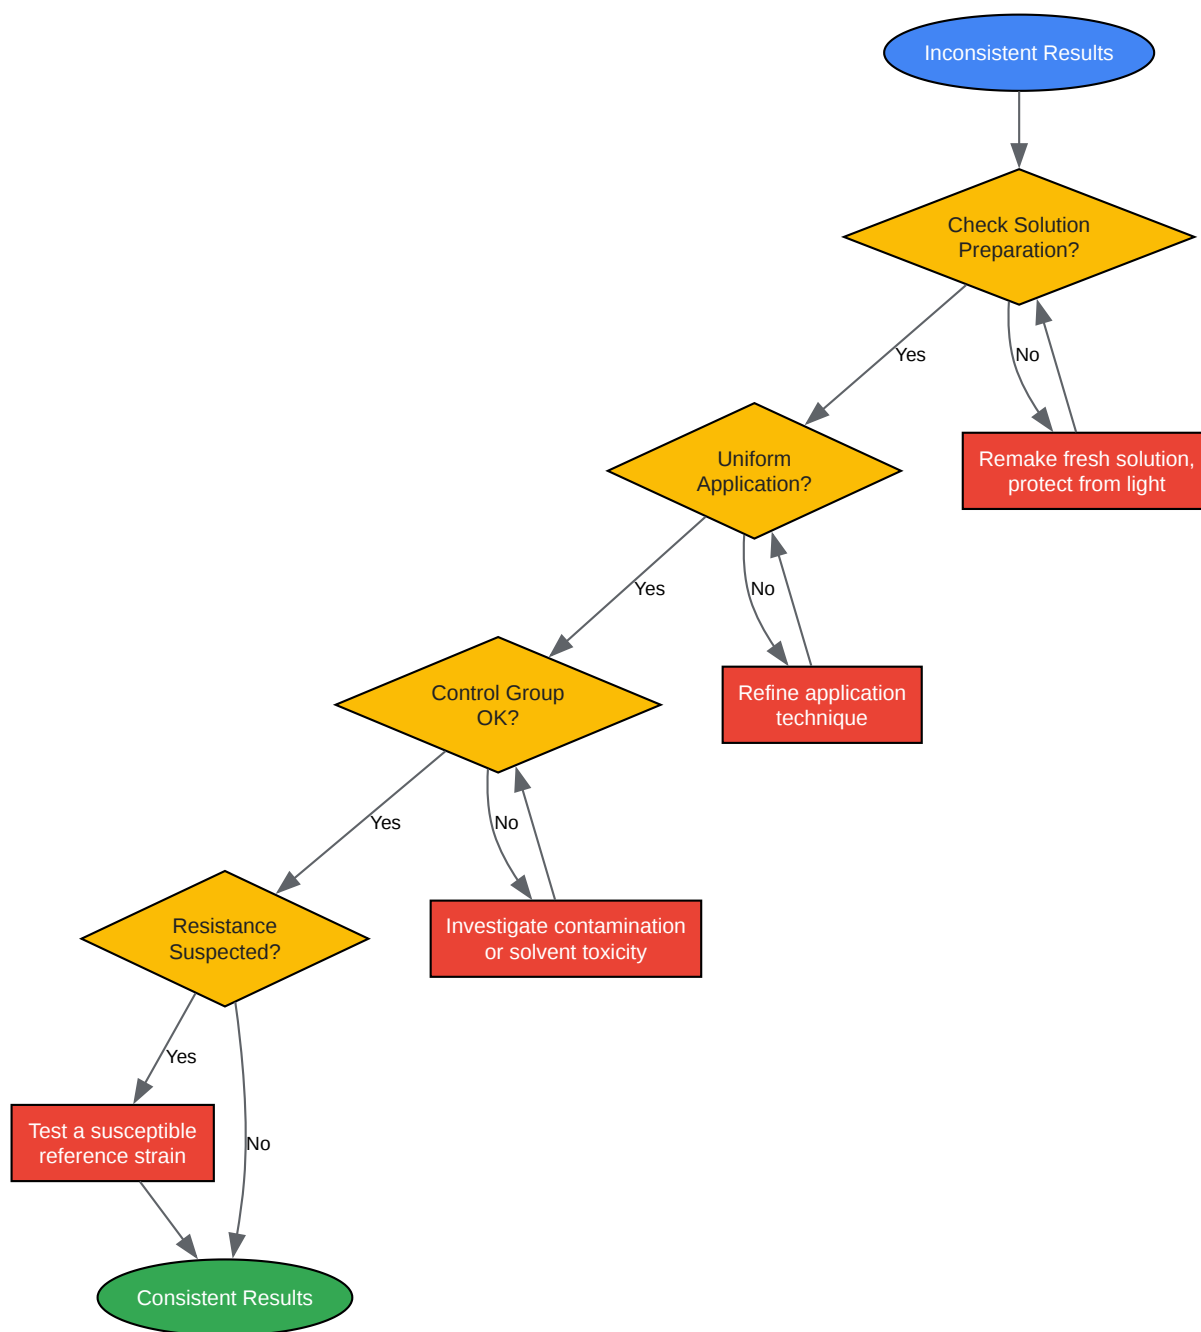 Inconsistent Results
Check Solution
Preparation?
Yes
No
Uniform
Application?
Remake fresh solution,
protect from light
Yes
No
Control Group
OK?
Refine application
technique
Yes
No
Resistance
Suspected?
Investigate contamination
or solvent toxicity
Yes
No
Test a susceptible
reference strain
Consistent Results